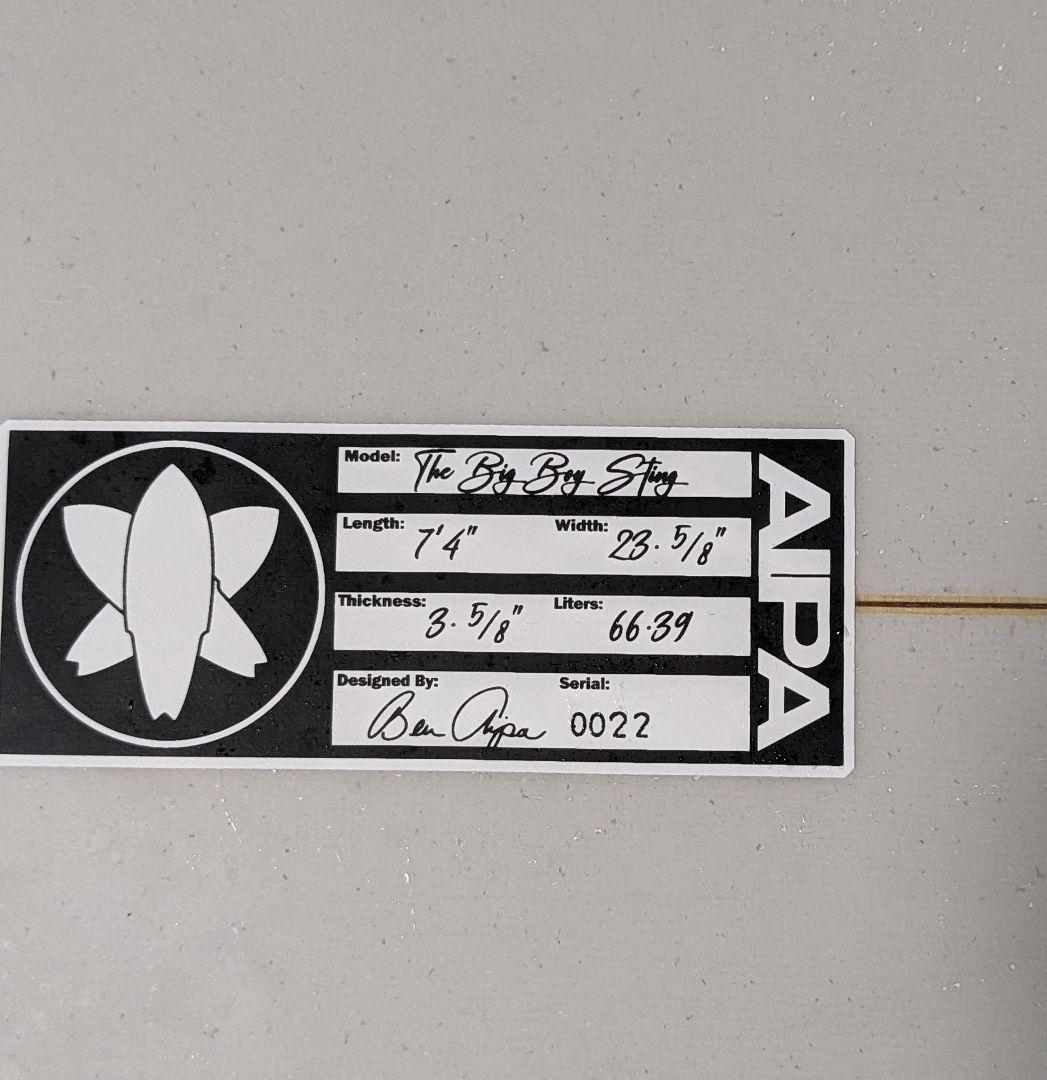 Model: The Big Boy Sting
Length: 7'4" Width: 23. 5/8"
Thickness: 3. 5/8" Liters: 66.39
Designed By: Ben Aipa Serial: 0022
AIPA